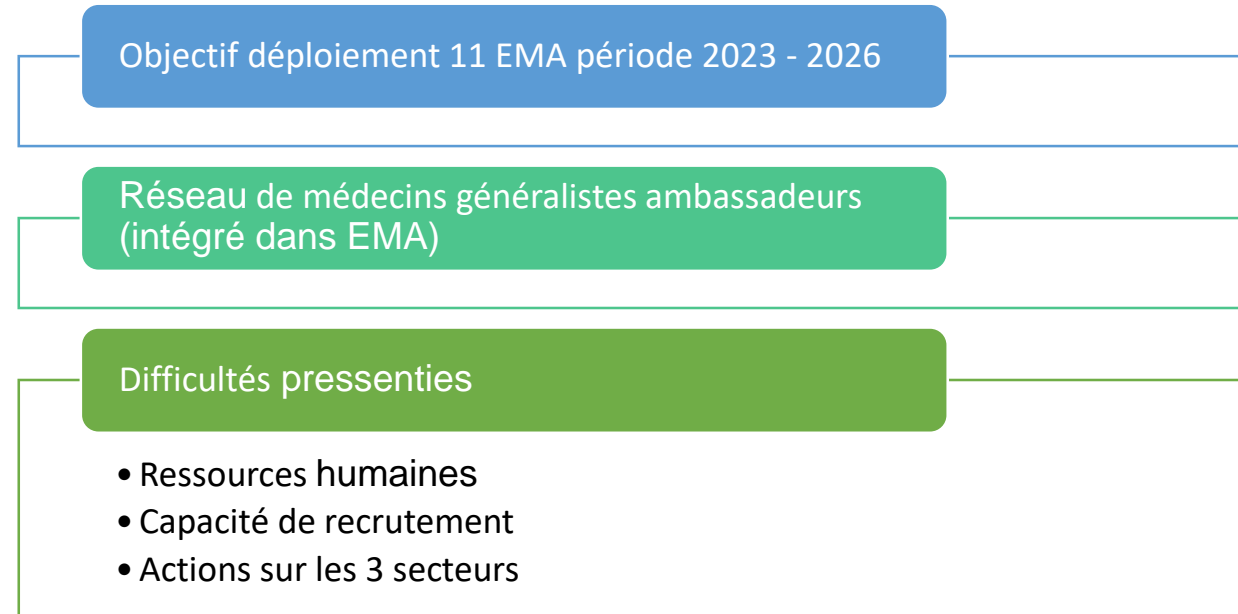 Objectif déploiement 11 EMA période 2023 - 2026
Réseau de médecins généralistes ambassadeurs
(intégré dans EMA)
Difficultés pressenties
• Ressources humaines
• Capacité de recrutement
• Actions sur les 3 secteurs